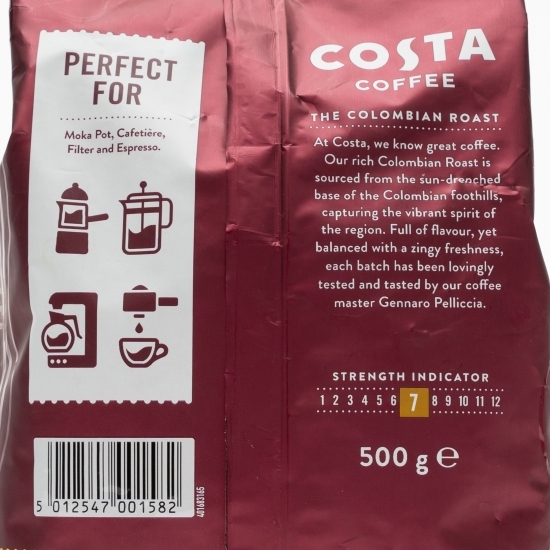 PERFECT
FOR
Moka Pot, Cafetière,
Filter and Espresso.
5 012547 001582
401683165
COSTA
COFFEE
THE COLOMBIAN ROAST
At Costa, we know great coffee.
Our rich Colombian Roast is
sourced from the sun-drenched
base of the Colombian foothills,
capturing the vibrant spirit of
the region. Full of flavour, yet
balanced with a zingy freshness,
each batch has been lovingly
tested and tasted by our coffee
master Gennaro Pelliccia.
STRENGTH INDICATOR
1 2 3 4 5 6 7 8 9 10 11 12
500 g ℮